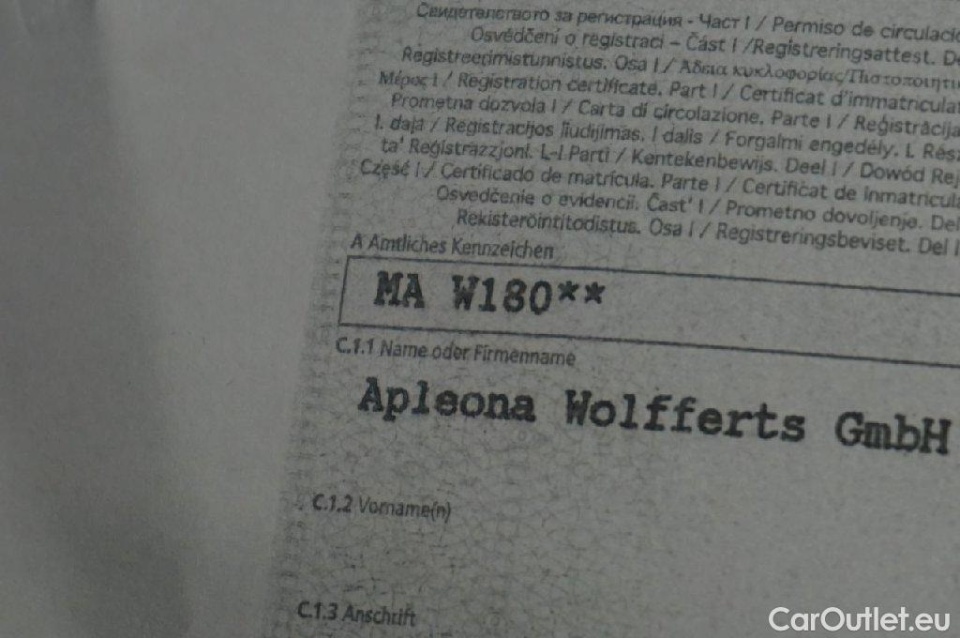 Свидетелство за регистрация - Част I / Permiso de circulació
Osvědčení o registraci – Část I /Registreringsattest. De
Registreerimistunnistus. Osa I / Άδεια κυκλοφορίας/Πιστοποιητι
Μέρος I / Registration certificate. Part I / Certificat d'immatriculat
Prometna dozvola I / Carta di circolazione. Parte I / Reģistrācija
I. daļa / Registracijos liudijimas. I dalis / Forgalmi engedély. I. Rész
ta' Reġistrazzjoni. L-I Parti / Kentekenbewijs. Deel I / Dowód Rej
Część I / Certificado de matrícula. Parte I / Certificat de înmatricula
Osvedčenie o evidencii. Čast' I / Prometno dovoljenje. Del
Rekisteröintitodistus. Osa I / Registreringsbeviset. Del I
A Amtliches Kennzeichen
MA W180**
C.1.1 Name oder Firmenname
Apleona Wolfferts GmbH
C.1.2 Vorname(n)
C.1.3 Anschrift
CarOutlet.eu